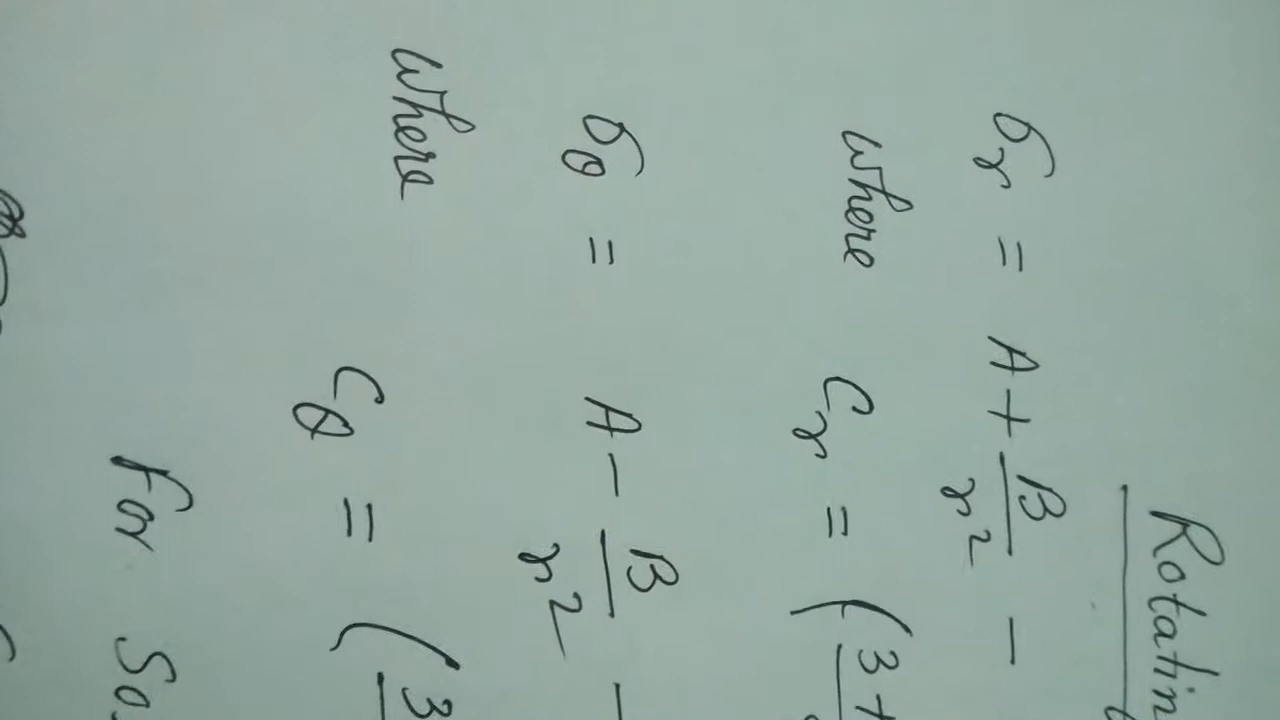 Rotatin
σr = A + B/r² -
where Cr = (3+
σθ = A - B/r² -
where
Cθ = (3
For So